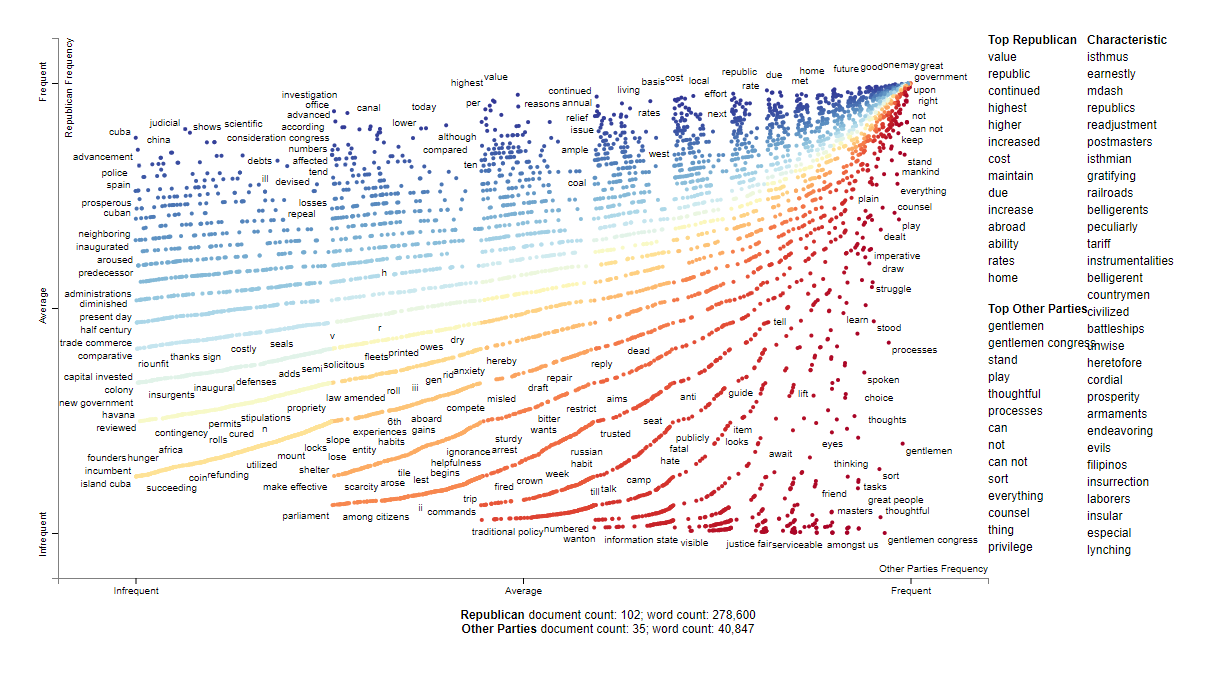 Republican Frequency
Frequent
Average
Infrequent
value
highest
investigation
office
advanced
canal
today
per
continued
annual
reasons
living
basis
cost
local
republic
due
home
met
future
good
one
may
great
government
effort
rate
upon
right
cuba
judicial
china
shows
scientific
consideration
according
congress
numbers
lower
although
compared
ten
relief
issue
rates
next
not
can not
keep
advancement
police
spain
debts
affected
tend
ill
devised
ample
west
coal
stand
mankind
everything
prosperous
cuban
losses
repeal
plain
counsel
neighboring
inaugurated
aroused
predecessor
h
play
dealt
imperative
draw
struggle
administrations
diminished
present day
half century
trade commerce
comparative
riounfit
thanks sign
costly
seals
v
r
tell
learn
stood
processes
capital invested
colony
new government
havana
reviewed
insurgents
inaugural
defenses
adds
semi
solicitous
fleets
printed
owes
dry
hereby
reply
dead
spoken
choice
propriety
law amended
roll
iii
gen
rid
anxiety
misled
draft
repair
aims
anti
guide
lift
contingency
permits
stipulations
rolls
cured
n
6th
experiences
habits
aboard
gains
compete
bitter
wants
restrict
trusted
seat
item
looks
thoughts
founders
hunger
incumbent
island cuba
africa
succeeding
coin
refunding
utilized
mount
looks
slope
lose
entity
shelter
make effective
scarcity
arose
tile
lest
begins
helpfulness
ignorance
arrest
sturdy
russian
habit
week
crown
fired
publicly
fatal
hate
camp
till
talk
await
eyes
thinking
gentlemen
sort
tasks
friend
great people
masters
thoughtful
parliament
among citizens
ii
commands
trip
traditional policy
numbered
wanton
information state
visible
justice fair
serviceable
amongst us
gentlemen congress
Other Parties Frequency
Infrequent
Average
Frequent
Republican document count: 102; word count: 278,600
Other Parties document count: 35; word count: 40,847
Top Republican
value
republic
continued
highest
higher
increased
cost
maintain
due
increase
abroad
ability
rates
home
Top Other Parties
gentlemen
gentlemen congress
stand
play
thoughtful
processes
can
not
can not
sort
everything
counsel
thing
privilege
Characteristic
isthmus
earnestly
mdash
republics
readjustment
postmasters
isthmian
gratifying
railroads
belligerents
peculiarly
tariff
instrumentalities
belligerent
countrymen
civilized
battleships
unwise
heretofore
cordial
prosperity
armaments
endeavoring
evils
filipinos
insurrection
laborers
insular
especial
lynching